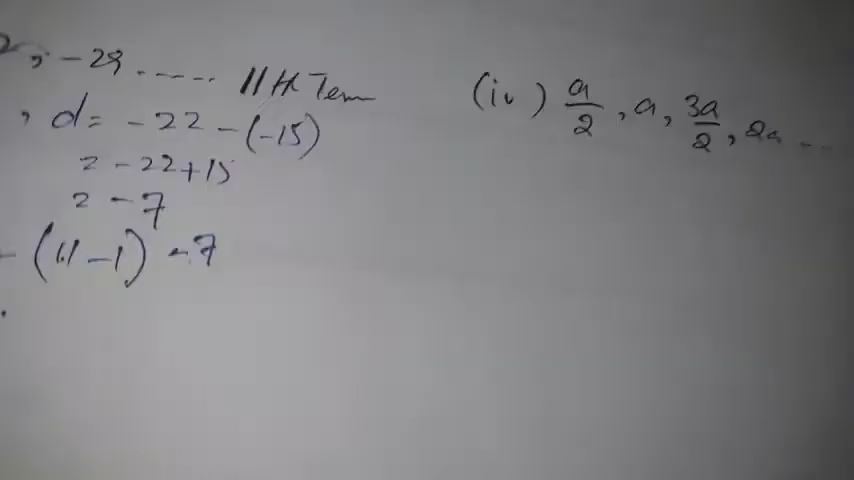 , -29 ..... 11th Term
, d = -22 - (-15)
= -22 + 15
= -7
(11 - 1) -7
(iv) a/2 , a, 3a/2 , 2a ...